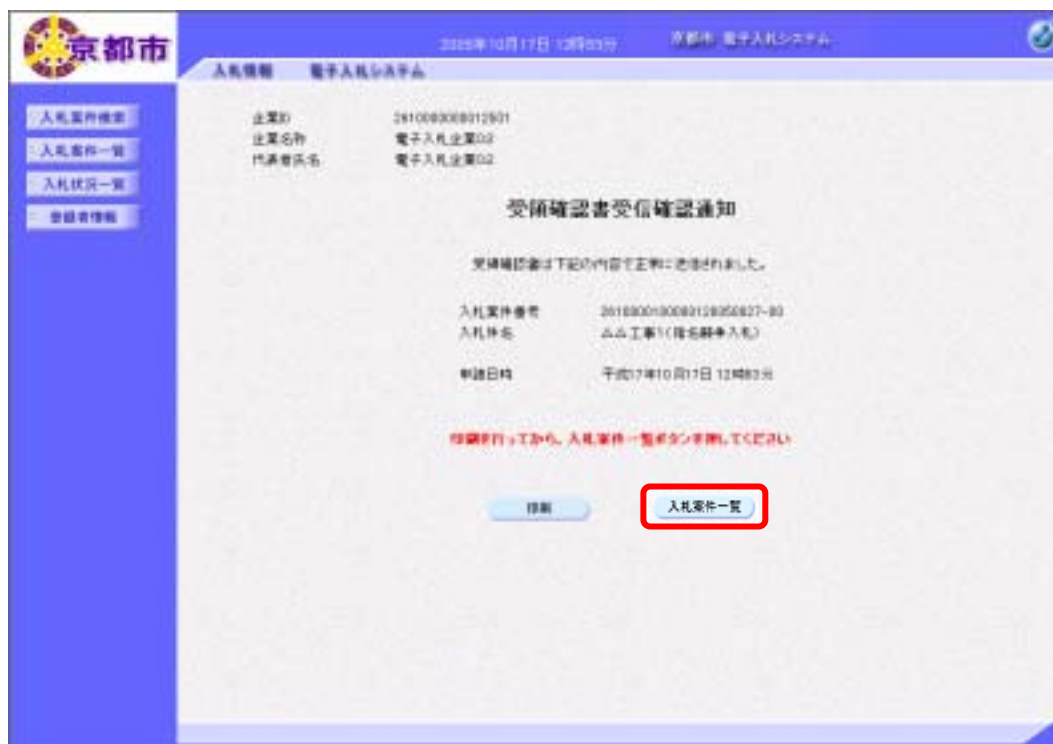 京都市
2005年10月17日 12時03分 京都市 電子入札システム
入札情報 電子入札システム
入札案件検索
入札案件一覧
入札状況一覧
登録者情報
企業ID
企業名称 電子入札企業02
代表者氏名 電子入札企業02
受領確認書受信確認通知
受領確認書は下記の内容で正常に送信されました。
入札案件番号
入札件名 △△工事1(指名競争入札)
申請日時 平成17年10月17日 12時03分
印刷を行ってから、入札案件一覧ボタンを押してください
印刷
入札案件一覧